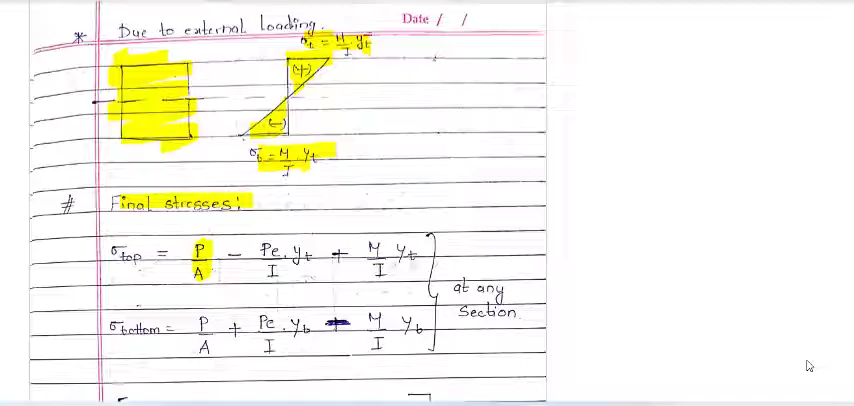 Date / /
* Due to external loading.
σt = M/I · yt
(+)
(-)
σb = M/I · yt
# Final stresses:
σtop = P/A - Pe/I · yt + M/I yt
at any
section.
σbottom = P/A + Pe/I · yb - M/I yb